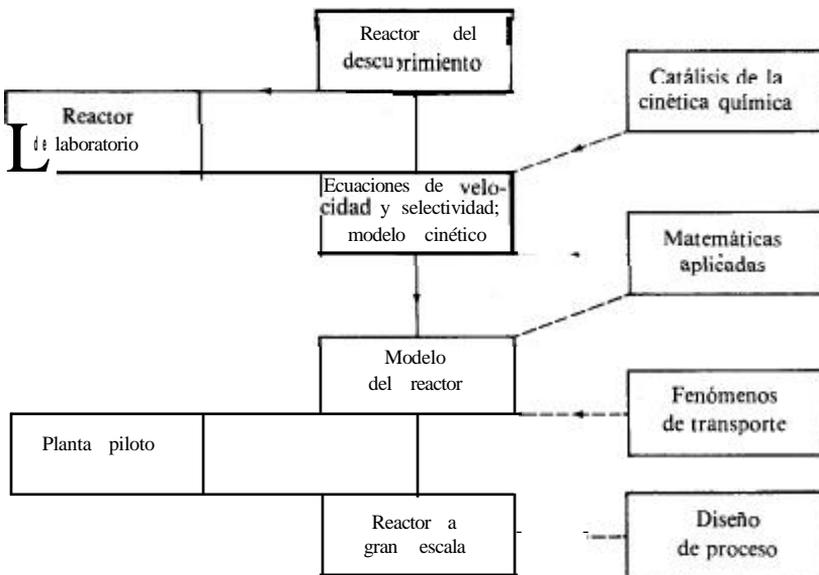 Reactor del
descubrimiento
Catálisis de la
cinética química
Reactor
de laboratorio
Ecuaciones de velo-
cidad y selectividad;
modelo cinético
Matemáticas
aplicadas
Modelo
del reactor
Fenómenos
de transporte
Planta piloto
Reactor a
gran escala
Diseño
de proceso